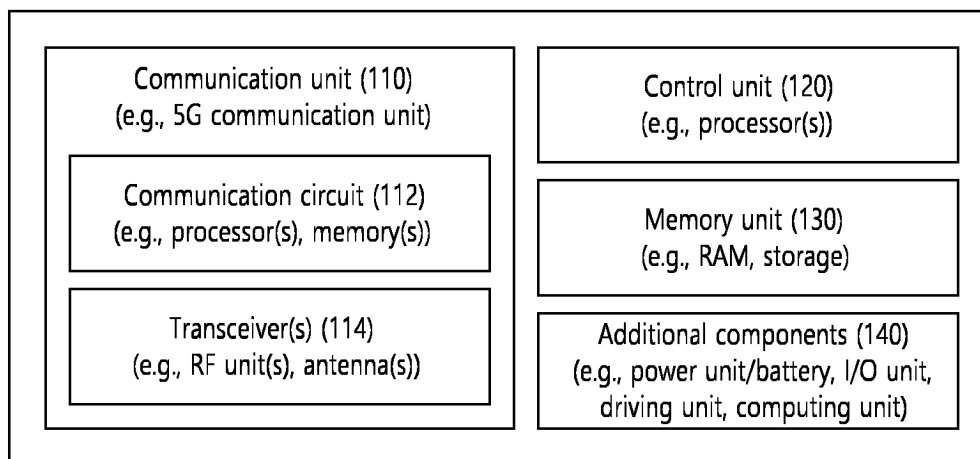 Communication unit (110)
(e.g., 5G communication unit)
Communication circuit (112)
(e.g., processor(s), memory(s))
Transceiver(s) (114)
(e.g., RF unit(s), antenna(s))
Control unit (120)
(e.g., processor(s))
Memory unit (130)
(e.g., RAM, storage)
Additional components (140)
(e.g., power unit/battery, I/O unit,
driving unit, computing unit)